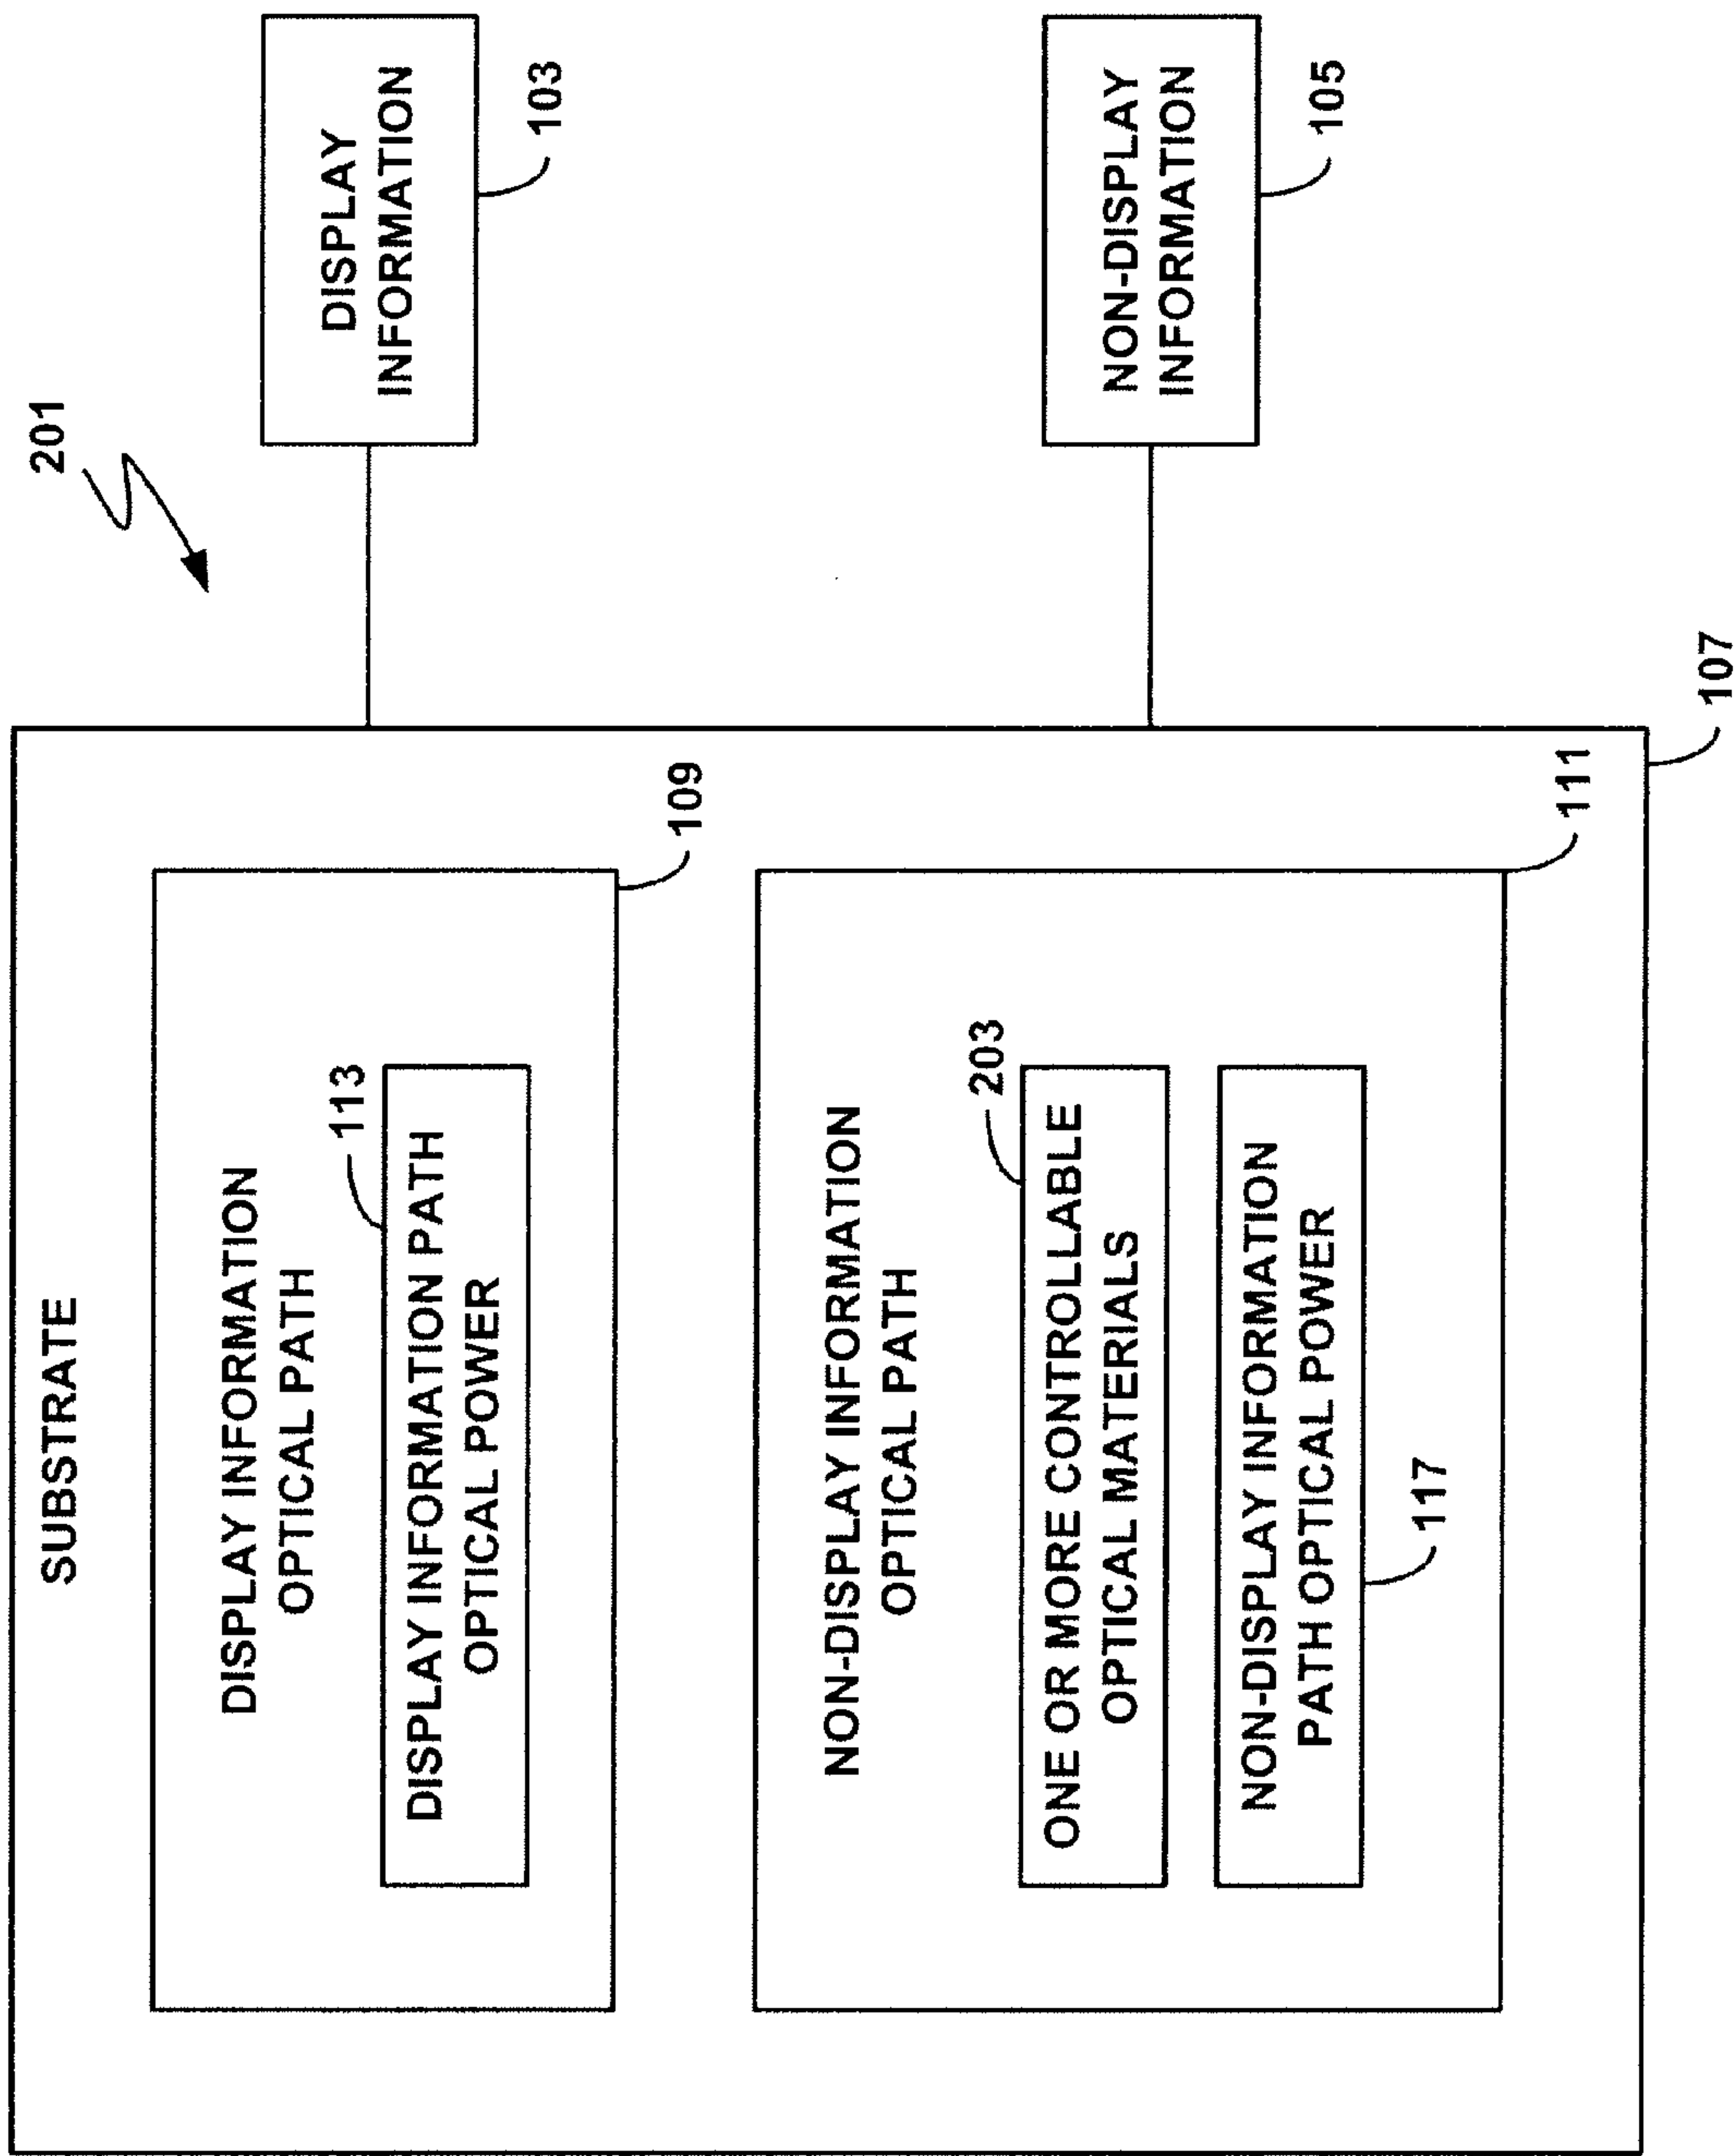 201
SUBSTRATE
DISPLAY INFORMATION
OPTICAL PATH
113
DISPLAY INFORMATION PATH
OPTICAL POWER
109
DISPLAY
INFORMATION
103
NON-DISPLAY INFORMATION
OPTICAL PATH
203
ONE OR MORE CONTROLLABLE
OPTICAL MATERIALS
NON-DISPLAY INFORMATION
PATH OPTICAL POWER
117
111
NON-DISPLAY
INFORMATION
105
107